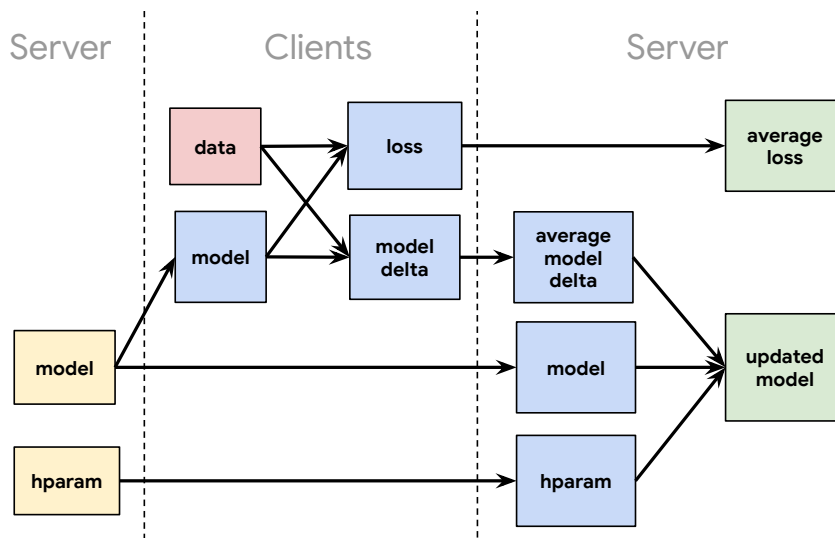 Server
Clients
Server
data
loss
average
loss
model
model
delta
average
model
delta
model
model
updated
model
hparam
hparam